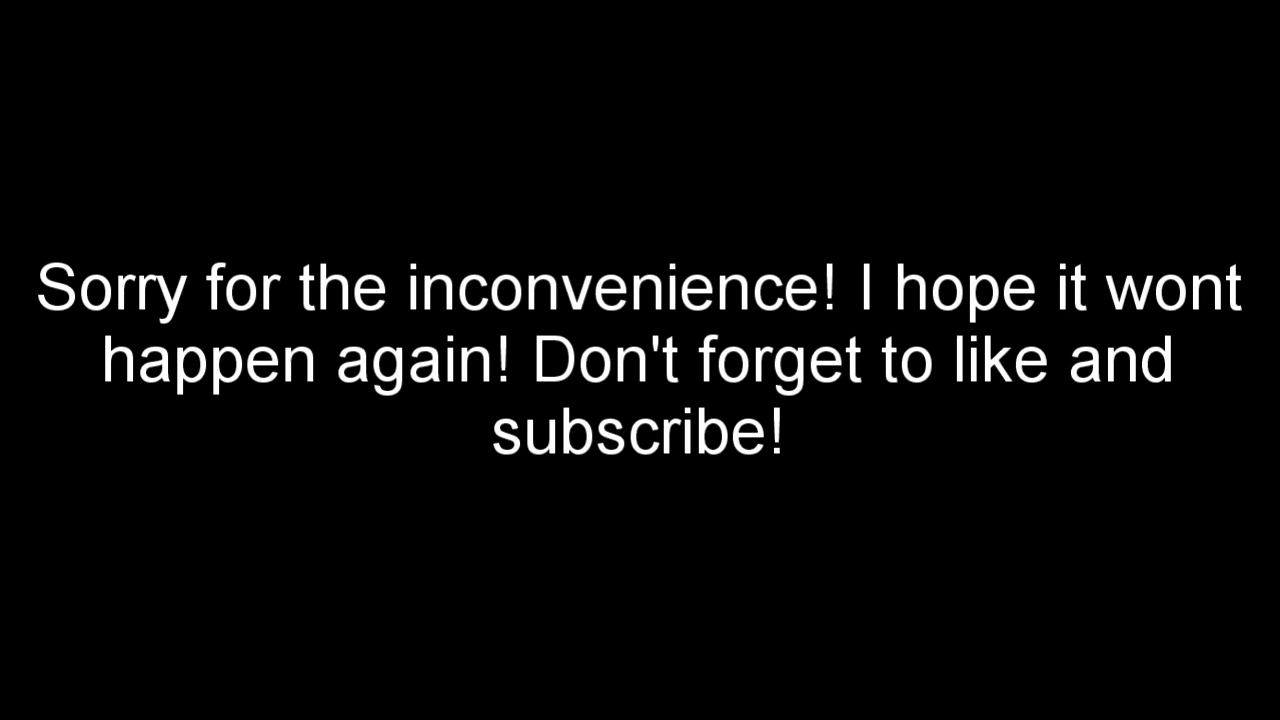 Sorry for the inconvenience! I hope it wont
happen again! Don't forget to like and
subscribe!